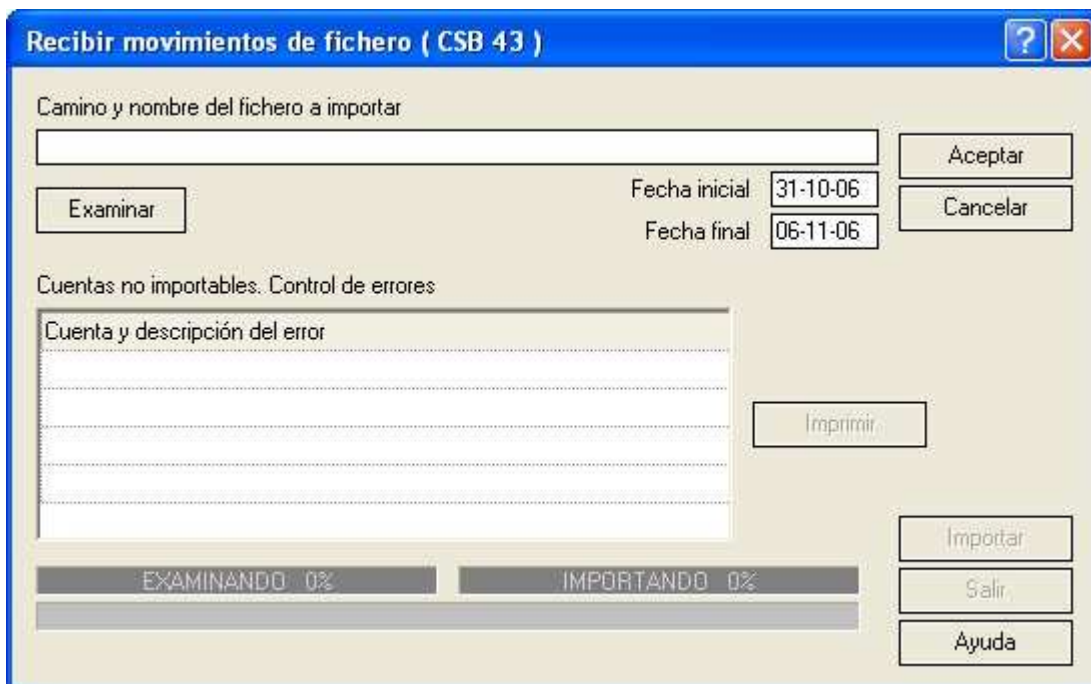 Recibir movimientos de fichero ( CSB 43 )
?
Camino y nombre del fichero a importar
Aceptar
Examinar
Fecha inicial 31-10-06
Cancelar
Fecha final 06-11-06
Cuentas no importables. Control de errores
Cuenta y descripción del error
Imprimir
Importar
EXAMINANDO 0% IMPORTANDO 0%
Salir
Ayuda